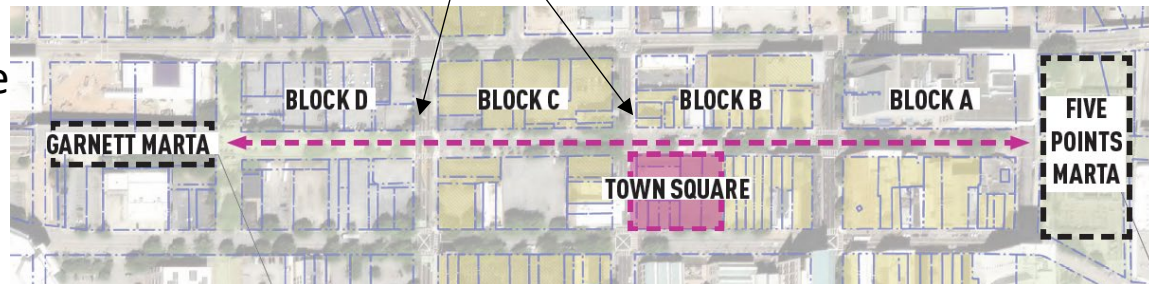 e
BLOCK D
BLOCK C
BLOCK B
BLOCK A
GARNETT MARTA
FIVE
POINTS
MARTA
TOWN SQUARE